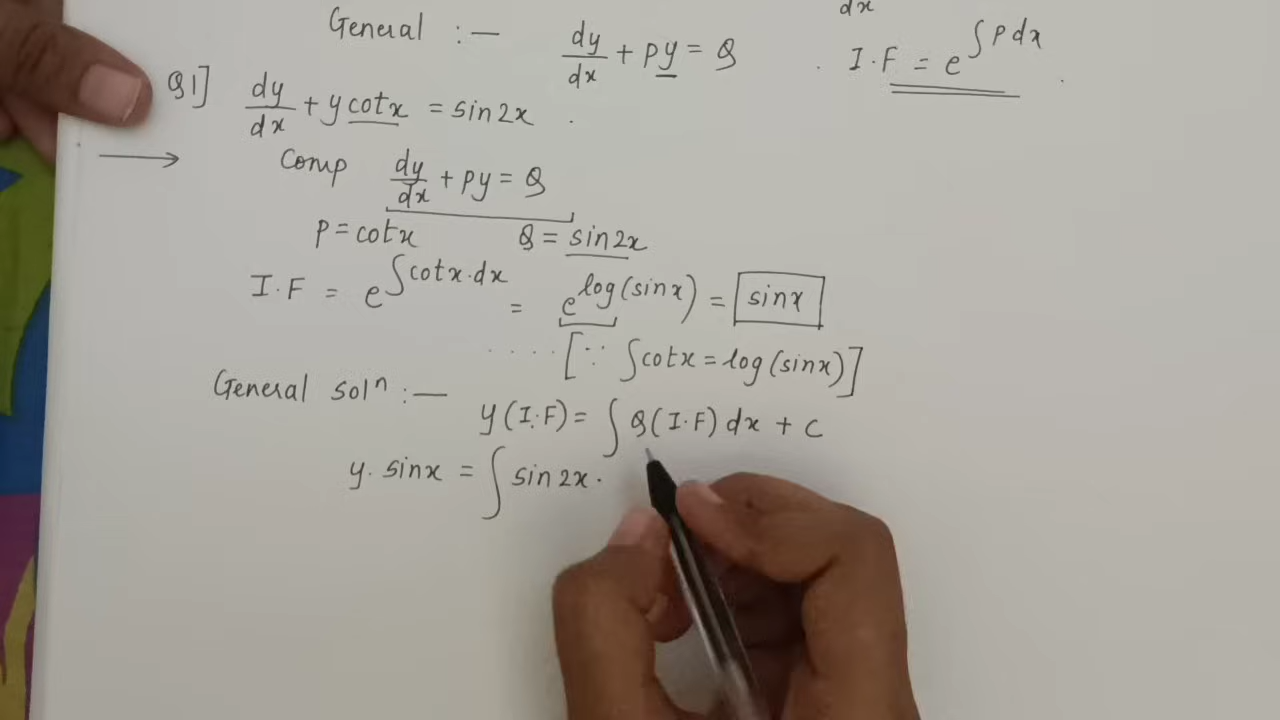 dx
General :— dy/dx + py = Q . I.F = e^∫p dx .
Q1] dy/dx + y cotx = sin2x .
→ Comp dy/dx + py = Q
P = cotx Q = sin2x
I.F = e^∫cotx.dx = e^log(sinx) = sinx
.... [∵ ∫cotx = log(sinx)]
General solⁿ :—
y(I.F) = ∫Q(I.F) dx + c
y. sinx = ∫sin2x.